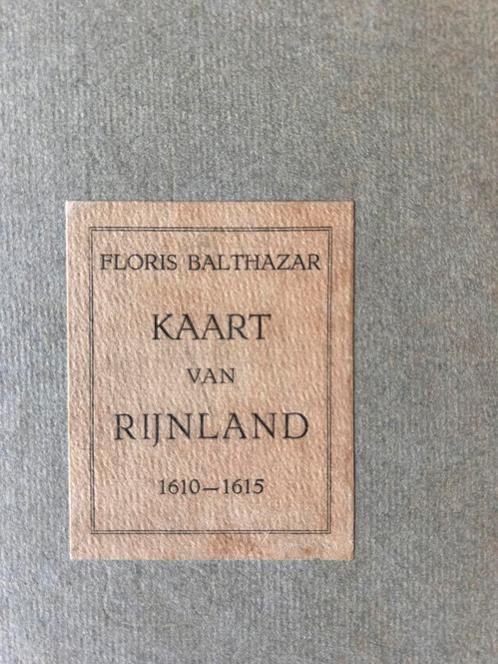 FLORIS BALTHAZAR
KAART
VAN
RIJNLAND
1610—1615